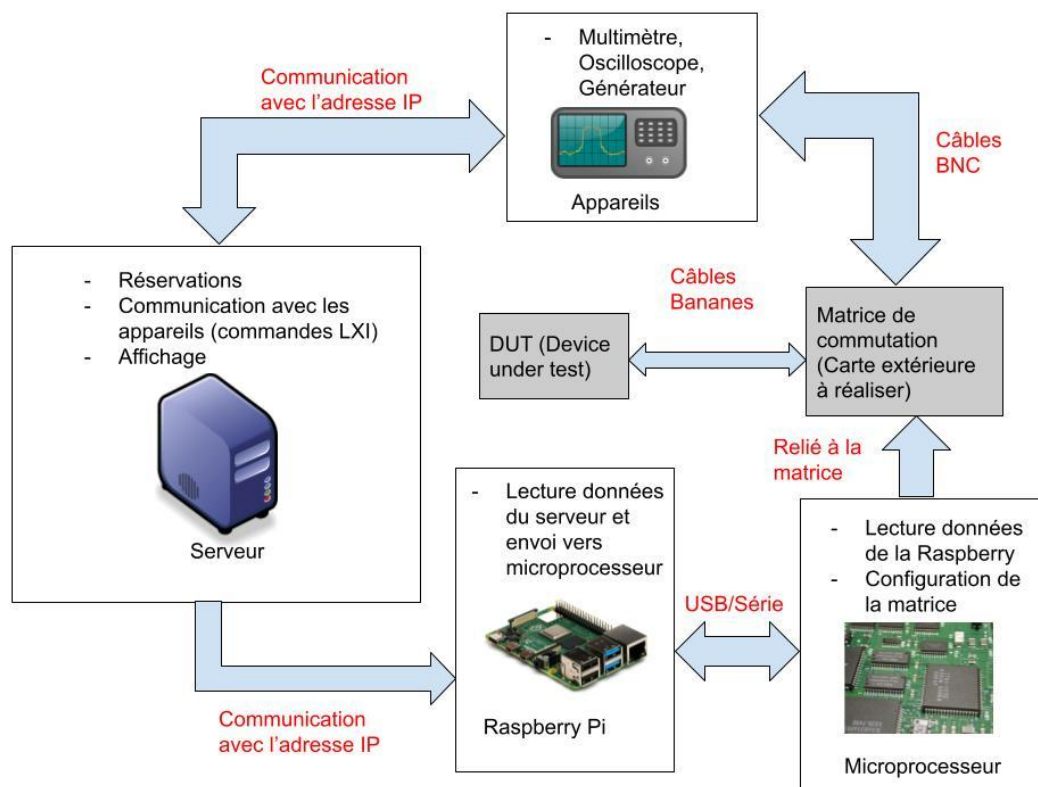 - Multimètre,
Oscilloscope,
Générateur
Appareils
Communication
avec l'adresse IP
Câbles
BNC
- Réservations
- Communication avec les
appareils (commandes LXI)
- Affichage
Serveur
Câbles
Bananes
DUT (Device
under test)
Matrice de
commutation
(Carte extérieure
à réaliser)
Relié à la
matrice
- Lecture données
du serveur et
envoi vers
microprocesseur
Raspberry Pi
USB/Série
- Lecture données
de la Raspberry
- Configuration de
la matrice
Microprocesseur
Communication
avec l'adresse IP